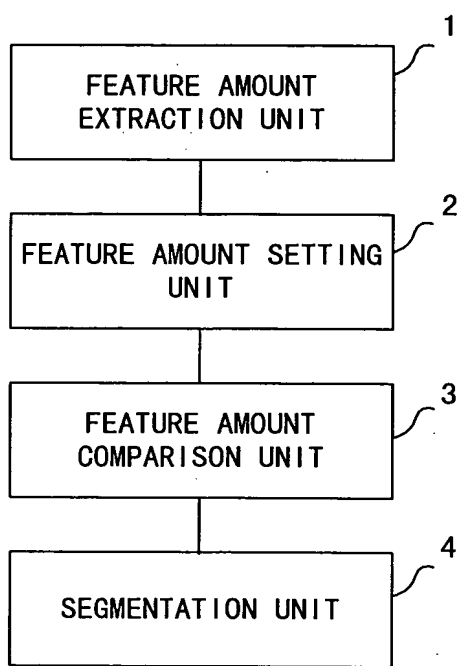 1
FEATURE AMOUNT
EXTRACTION UNIT
2
FEATURE AMOUNT SETTING
UNIT
3
FEATURE AMOUNT
COMPARISON UNIT
4
SEGMENTATION UNIT